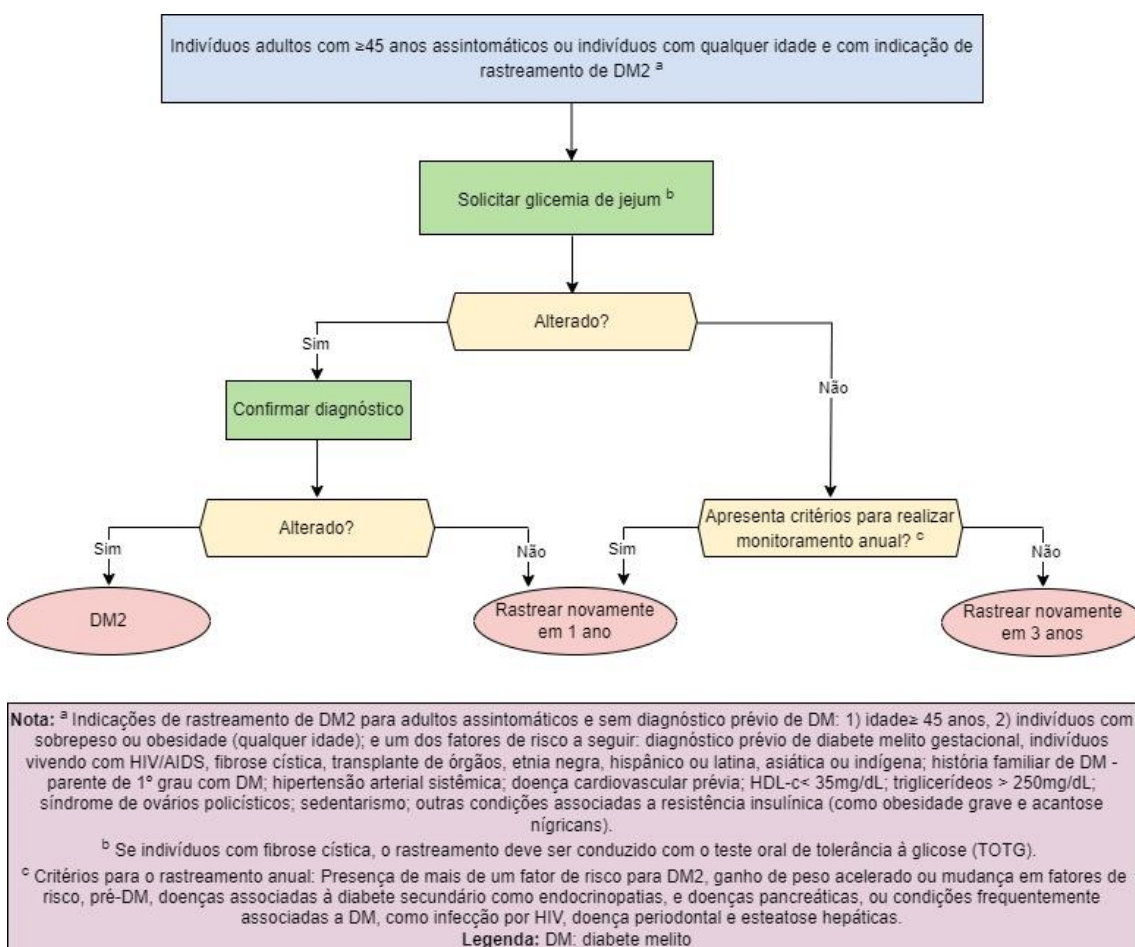 Indivíduos adultos com ≥45 anos assintomáticos ou indivíduos com qualquer idade e com indicação de
rastreamento de DM2 a
Solicitar glicemia de jejum b
Alterado?
Sim
Não
Confirmar diagnóstico
Alterado?
Apresenta critérios para realizar
monitoramento anual? c
Sim
Não
Sim
Não
DM2
Rastrear novamente
em 1 ano
Rastrear novamente
em 3 anos
Nota: a Indicações de rastreamento de DM2 para adultos assintomáticos e sem diagnóstico prévio de DM: 1) idade≥ 45 anos, 2) indivíduos com
sobrepeso ou obesidade (qualquer idade); e um dos fatores de risco a seguir: diagnóstico prévio de diabete melito gestacional, indivíduos
vivendo com HIV/AIDS, fibrose cística, transplante de órgãos, etnia negra, hispânico ou latina, asiática ou indígena; história familiar de DM -
parente de 1º grau com DM; hipertensão arterial sistêmica; doença cardiovascular prévia; HDL-c< 35mg/dL; triglicerídeos > 250mg/dL;
síndrome de ovários policísticos; sedentarismo; outras condições associadas a resistência insulínica (como obesidade grave e acantose
nígricans).
b Se indivíduos com fibrose cística, o rastreamento deve ser conduzido com o teste oral de tolerância à glicose (TOTG).
c Critérios para o rastreamento anual: Presença de mais de um fator de risco para DM2, ganho de peso acelerado ou mudança em fatores de
risco, pré-DM, doenças associadas à diabete secundário como endocrinopatias, e doenças pancreáticas, ou condições frequentemente
associadas a DM, como infecção por HIV, doença periodontal e esteatose hepáticas.
Legenda: DM: diabete melito